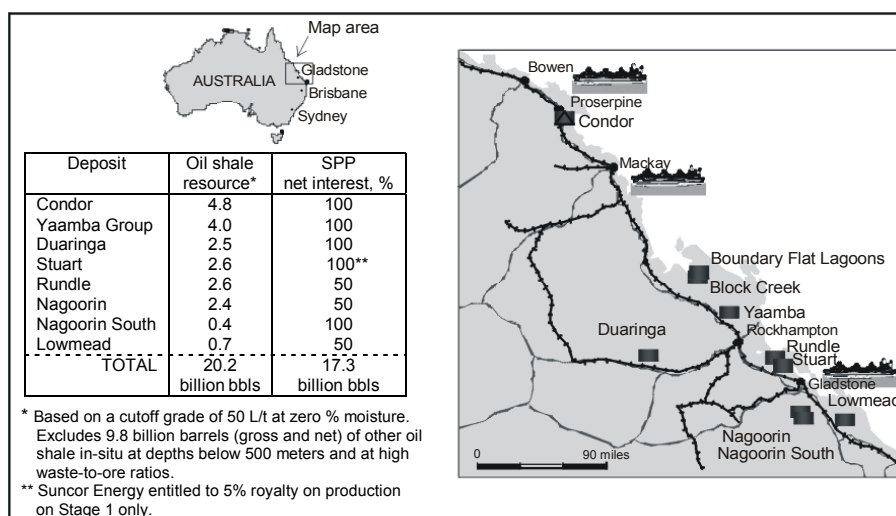 Map area
AUSTRALIA
Gladstone
Brisbane
Sydney
Deposit Oil shale resource* SPP net interest, %
Condor 4.8 100
Yaamba Group 4.0 100
Duaringa 2.5 100
Stuart 2.6 100**
Rundle 2.6 50
Nagoorin 2.4 50
Nagoorin South 0.4 100
Lowmead 0.7 50
TOTAL 20.2 billion bbls 17.3 billion bbls
* Based on a cutoff grade of 50 L/t at zero % moisture.
Excludes 9.8 billion barrels (gross and net) of other oil
shale in-situ at depths below 500 meters and at high
waste-to-ore ratios.
** Suncor Energy entitled to 5% royalty on production
on Stage 1 only.
Bowen
Proserpine
Condor
Mackay
Boundary Flat Lagoons
Block Creek
Yaamba
Duaringa
Rockhampton
Rundle
Stuart
Gladstone
Lowmead
Nagoorin
Nagoorin South
0 90 miles